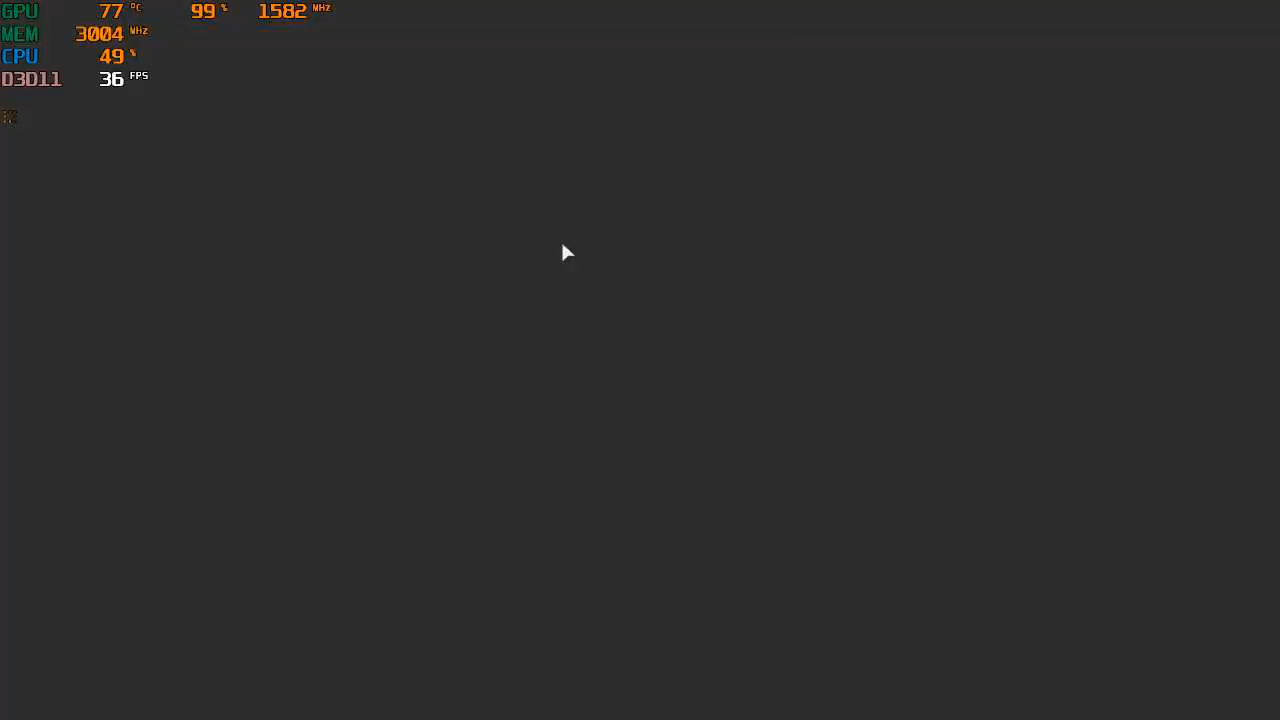 GPU 77 °C 99 % 1582 MHz
MEM 3004 MHz
CPU 49 %
D3D11 36 FPS